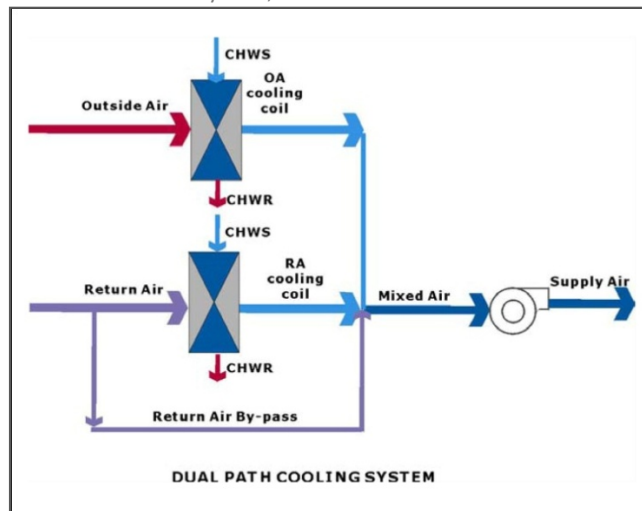 CHWS
OA
cooling
coil
Outside Air
CHWR
CHWS
RA
cooling
coil
Return Air
Mixed Air
Supply Air
CHWR
Return Air By-pass
DUAL PATH COOLING SYSTEM